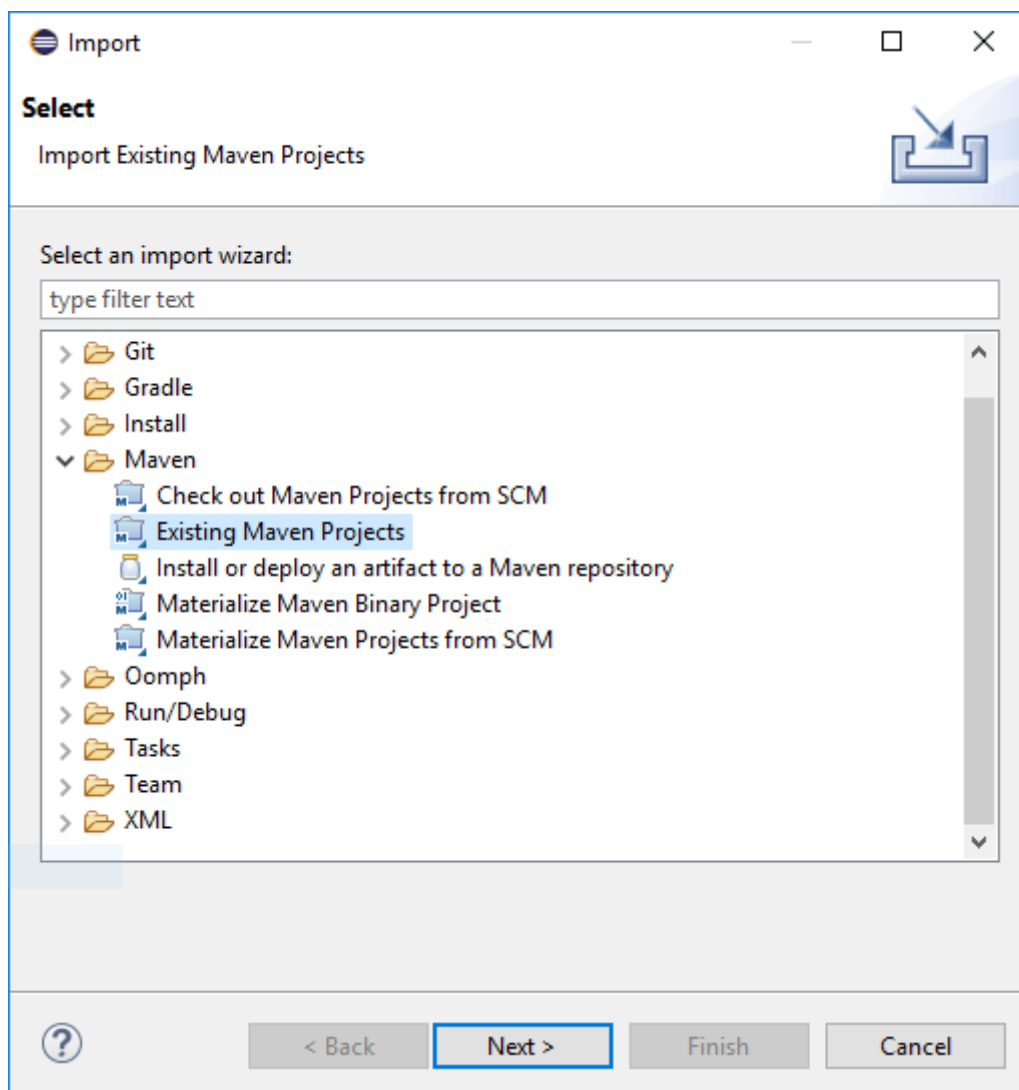 Import
Select
Import Existing Maven Projects
Select an import wizard:
type filter text
Git
Gradle
Install
Maven
Check out Maven Projects from SCM
Existing Maven Projects
Install or deploy an artifact to a Maven repository
Materialize Maven Binary Project
Materialize Maven Projects from SCM
Oomph
Run/Debug
Tasks
Team
XML
? < Back Next > Finish Cancel